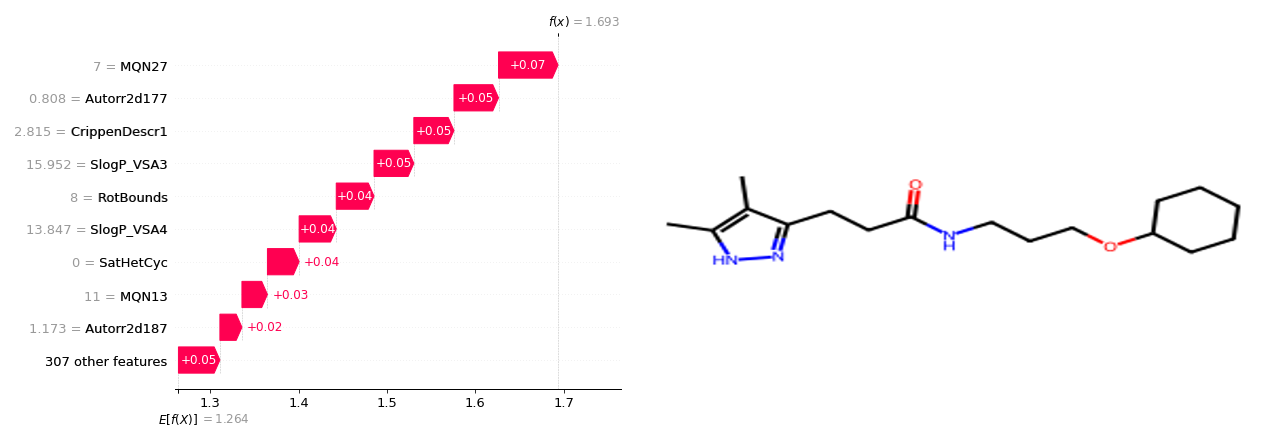 f(x) = 1.693
7 = MQN27
+0.07
0.808 = Autorr2d177
+0.05
2.815 = CrippenDescr1
+0.05
15.952 = SlogP_VSA3
+0.05
8 = RotBounds
+0.04
13.847 = SlogP_VSA4
+0.04
0 = SatHetCyc
+0.04
11 = MQN13
+0.03
1.173 = Autorr2d187
+0.02
307 other features
+0.05
1.3 1.4 1.5 1.6 1.7
E[f(X)] = 1.264
O
N
H
O
HN
N